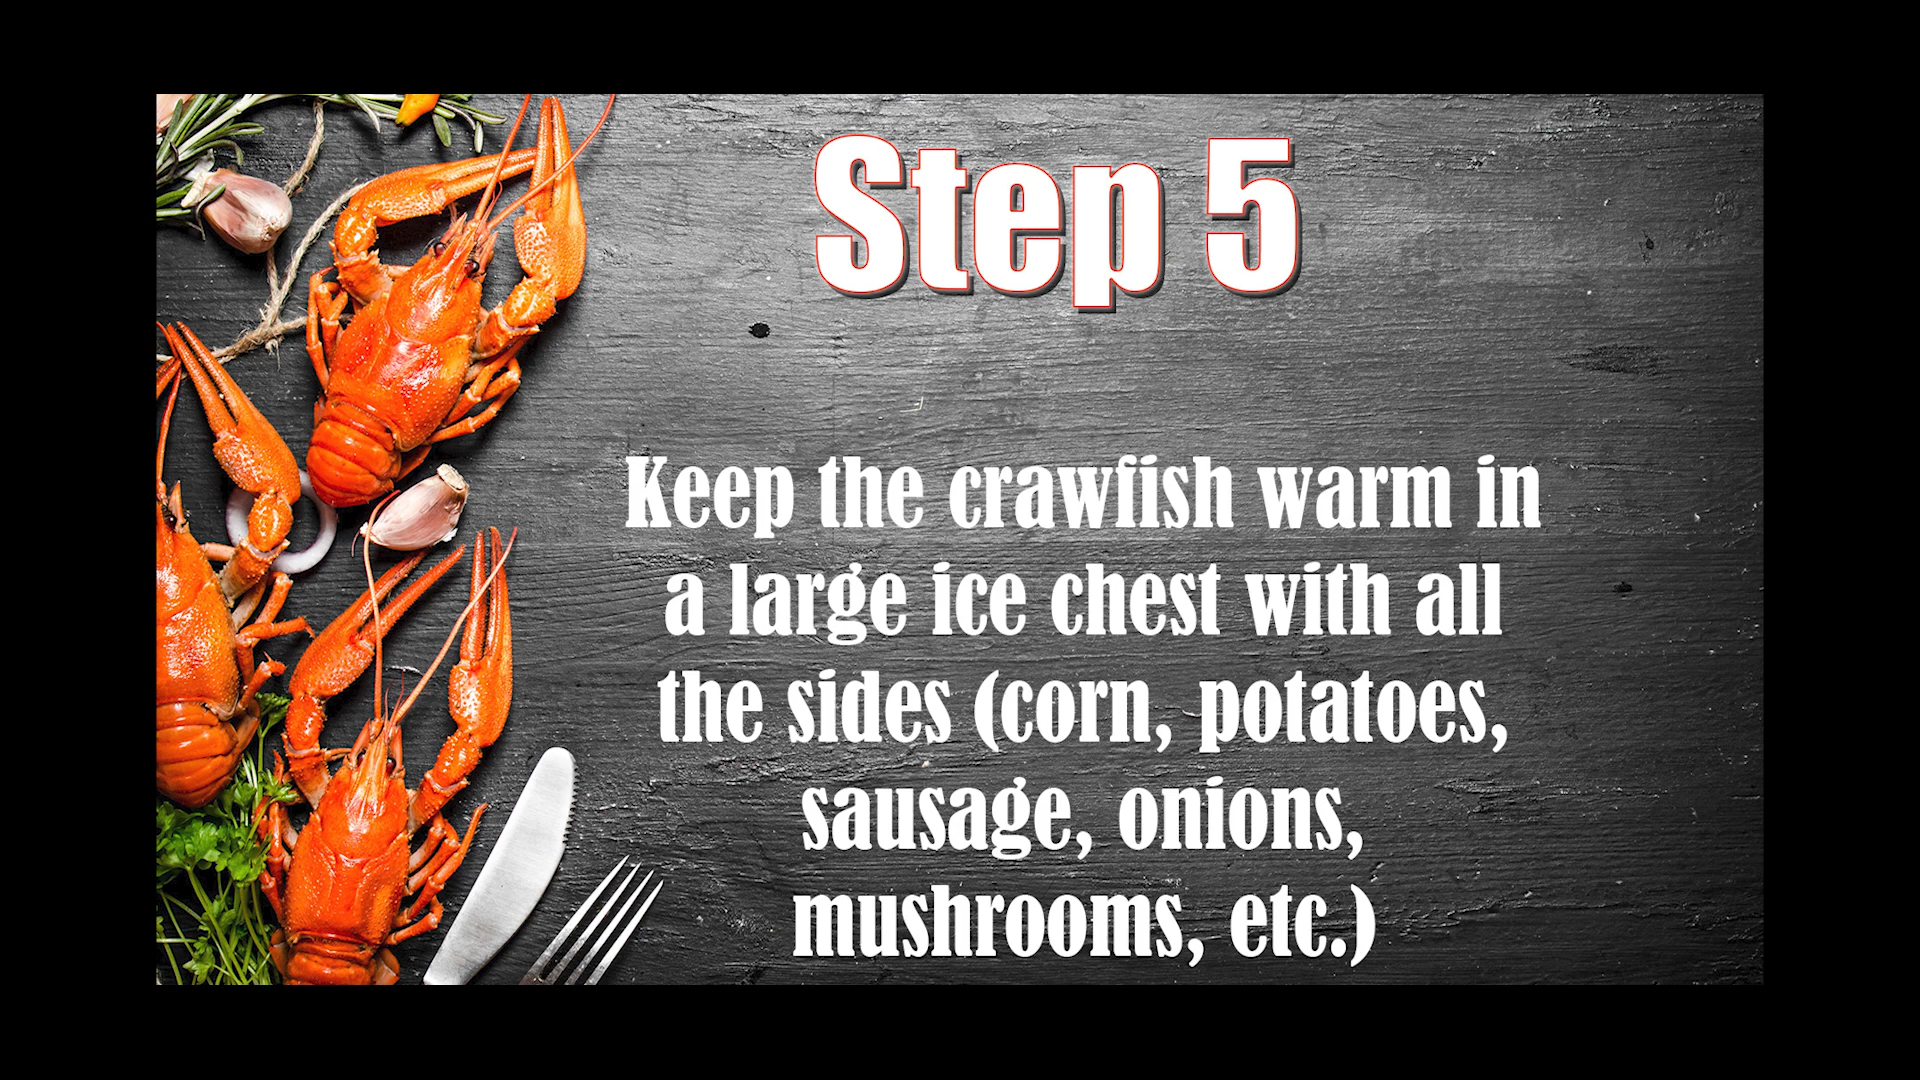 Step 5
Keep the crawfish warm in
a large ice chest with all
the sides (corn, potatoes,
sausage, onions,
mushrooms, etc.)